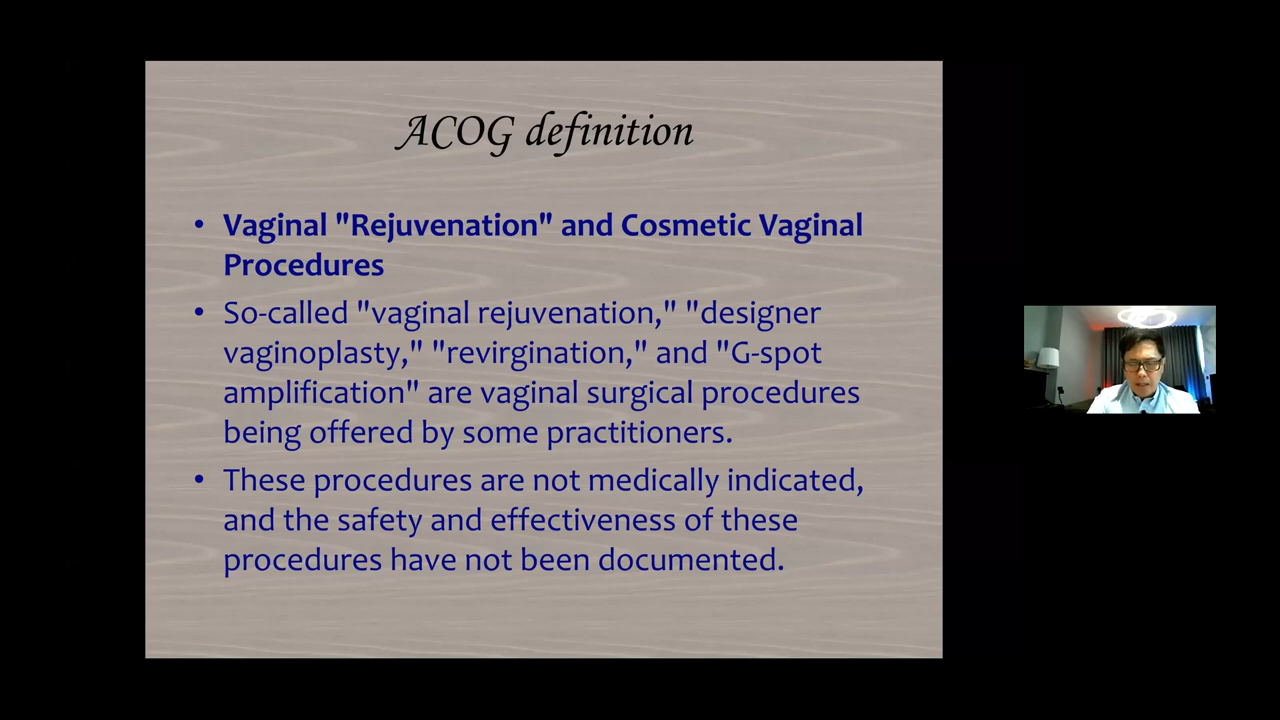 ACOG definition
• Vaginal "Rejuvenation" and Cosmetic Vaginal
Procedures
• So-called "vaginal rejuvenation," "designer
vaginoplasty," "revirgination," and "G-spot
amplification" are vaginal surgical procedures
being offered by some practitioners.
• These procedures are not medically indicated,
and the safety and effectiveness of these
procedures have not been documented.